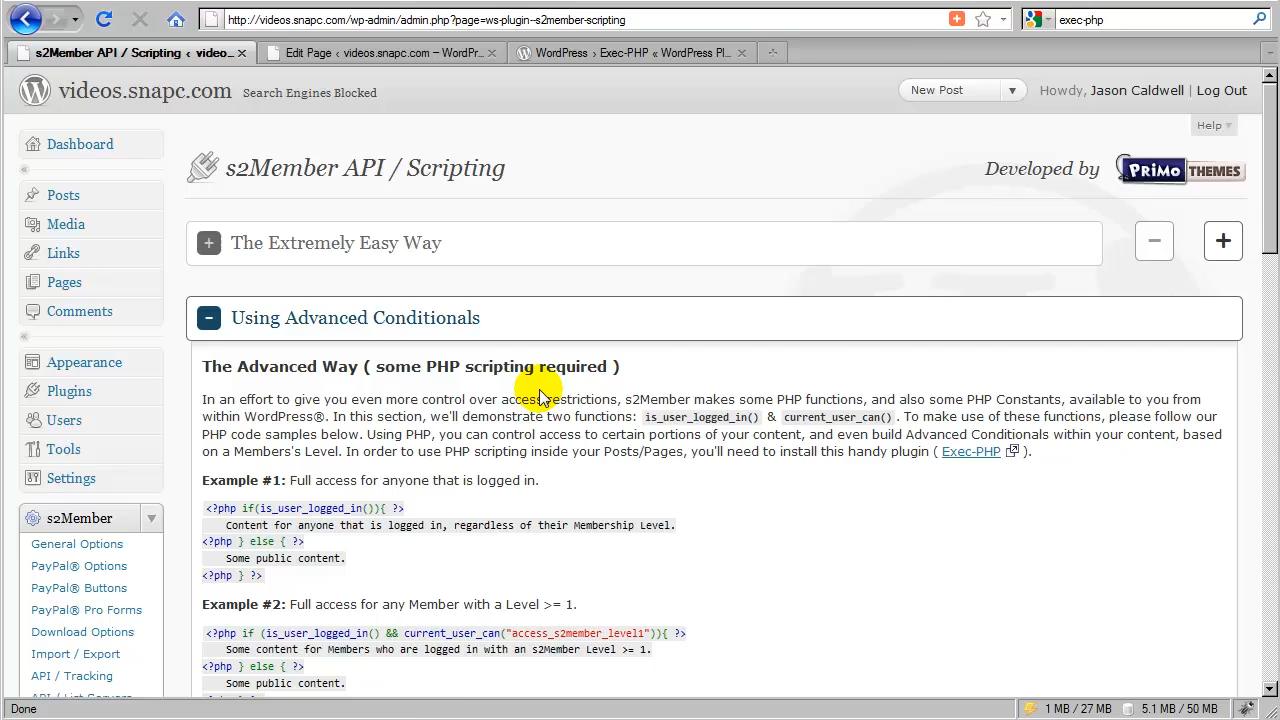 http://videos.snapc.com/wp-admin/admin.php?page=ws-plugin--s2member-scripting
exec-php
s2Member API / Scripting ‹ video...
Edit Page ‹ videos.snapc.com — WordPr...
WordPress › Exec-PHP « WordPress Pl...
videos.snapc.com
Search Engines Blocked
New Post
Howdy, Jason Caldwell | Log Out
Help
Dashboard
Posts
Media
Links
Pages
Comments
Appearance
Plugins
Users
Tools
Settings
s2Member
General Options
PayPal® Options
PayPal® Buttons
PayPal® Pro Forms
Download Options
Import / Export
API / Tracking
API / List Servers
s2Member API / Scripting
Developed by
PRiMO THEMES
The Extremely Easy Way
Using Advanced Conditionals
The Advanced Way ( some PHP scripting required )
In an effort to give you even more control over access restrictions, s2Member makes some PHP functions, and also some PHP Constants, available to you from
within WordPress®. In this section, we'll demonstrate two functions: is_user_logged_in() & current_user_can(). To make use of these functions, please follow our
PHP code samples below. Using PHP, you can control access to certain portions of your content, and even build Advanced Conditionals within your content, based
on a Members's Level. In order to use PHP scripting inside your Posts/Pages, you'll need to install this handy plugin ( Exec-PHP ).
Example #1: Full access for anyone that is logged in.
<?php if(is_user_logged_in()){ ?>
Content for anyone that is logged in, regardless of their Membership Level.
<?php } else { ?>
Some public content.
<?php } ?>
Example #2: Full access for any Member with a Level >= 1.
<?php if (is_user_logged_in() && current_user_can("access_s2member_level1")){ ?>
Some content for Members who are logged in with an s2Member Level >= 1.
<?php } else { ?>
Some public content.
Done
1 MB / 27 MB
5.1 MB / 50 MB